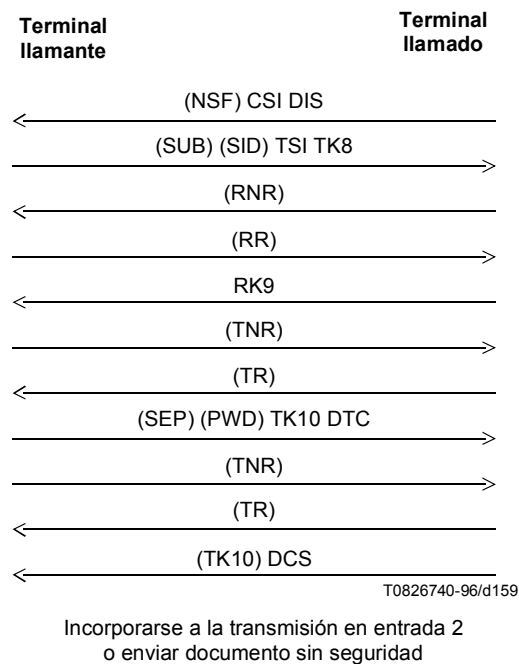 Terminal llamante
Terminal llamado
(NSF) CSI DIS
(SUB) (SID) TSI TK8
(RNR)
(RR)
RK9
(TNR)
(TR)
(SEP) (PWD) TK10 DTC
(TNR)
(TR)
(TK10) DCS
T0826740-96/d159
Incorporarse a la transmisión en entrada 2
o enviar documento sin seguridad